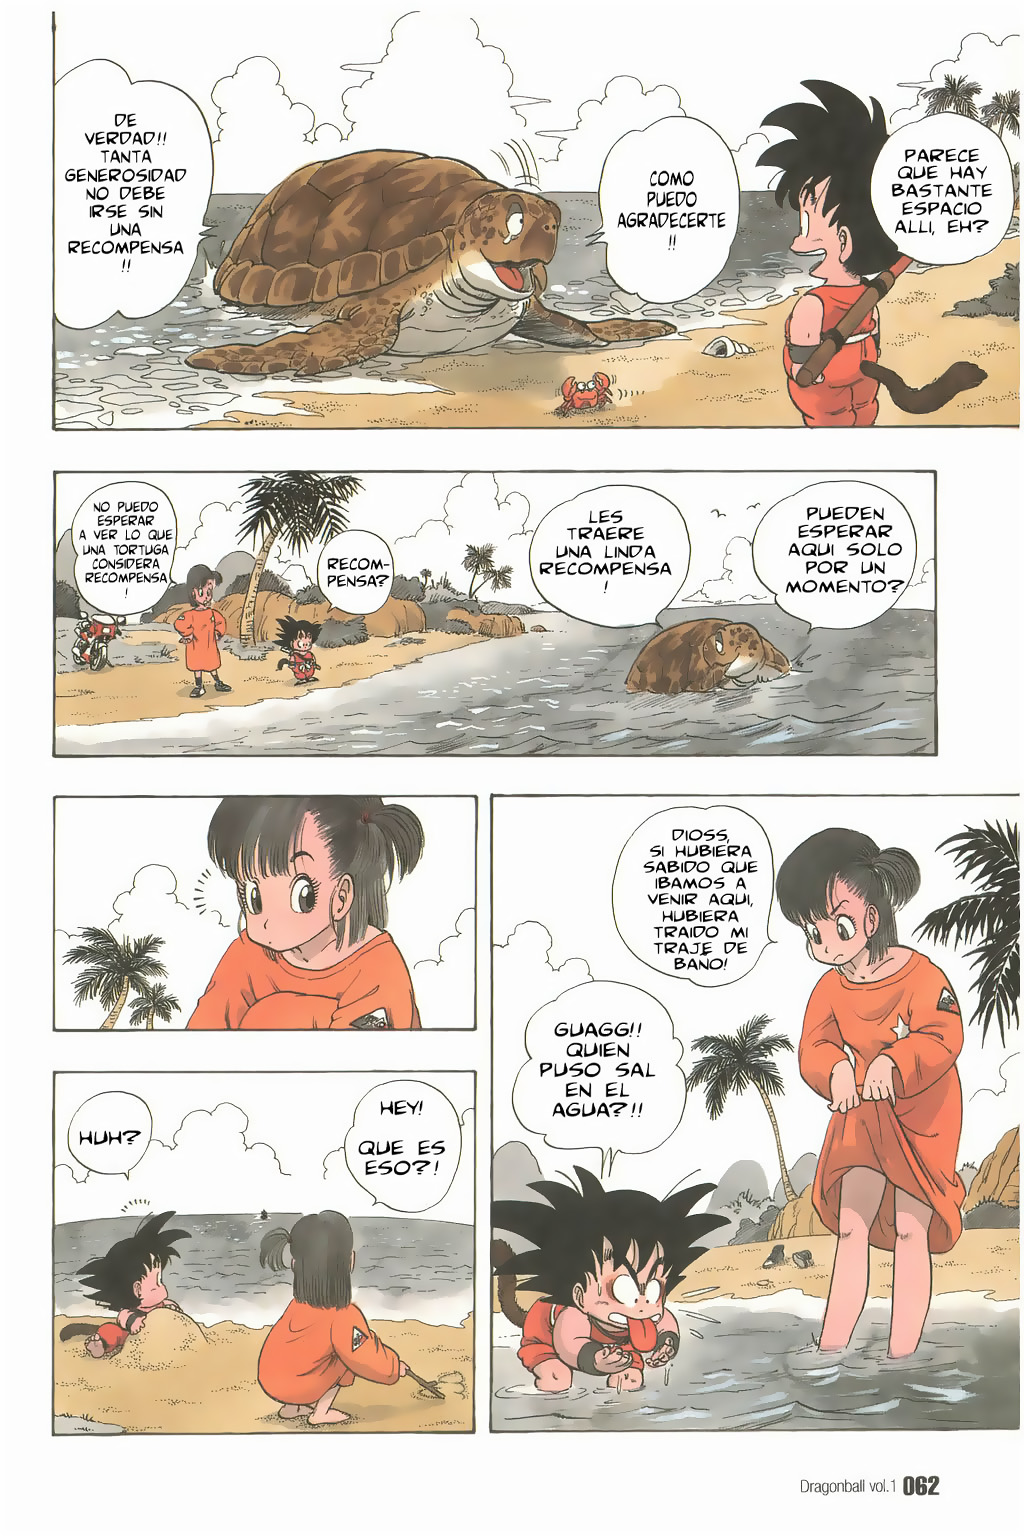 PARECE
QUE HAY
BASTANTE
ESPACIO
ALLI, EH?
COMO
PUEDO
AGRADECERTE
!!
DE
VERDAD!!
TANTA
GENEROSIDAD
NO DEBE
IRSE SIN
UNA
RECOMPENSA
!!
PUEDEN
ESPERAR
AQUI SOLO
POR UN
MOMENTO?
LES
TRAERE
UNA LINDA
RECOMPENSA
!
RECOM-
PENSA?
NO PUEDO
ESPERAR
A VER LO QUE
UNA TORTUGA
CONSIDERA
RECOMPENSA
!
DIOSS,
SI HUBIERA
SABIDO QUE
IBAMOS A
VENIR AQUI,
HUBIERA
TRAIDO MI
TRAJE DE
BAÑO!
GUAGG!!
QUIEN
PUSO SAL
EN EL
AGUA?!!
HEY!
QUE ES
ESO?!
HUH?
Dragonball vol.1 062